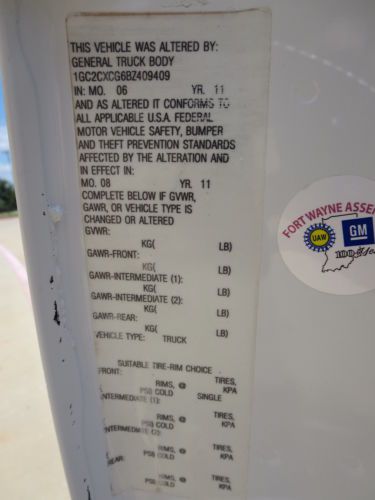 THIS VEHICLE WAS ALTERED BY:
GENERAL TRUCK BODY
1GC2CXCG6BZ409409
IN: MO. 06 YR. 11
AND AS ALTERED IT CONFORMS TO
ALL APPLICABLE U.S.A. FEDERAL
MOTOR VEHICLE SAFETY, BUMPER
AND THEFT PREVENTION STANDARDS
AFFECTED BY THE ALTERATION AND
IN EFFECT IN:
MO. 08 YR. 11
COMPLETE BELOW IF GVWR,
GAWR, OR VEHICLE TYPE IS
CHANGED OR ALTERED
GVWR:
KG( LB)
GAWR-FRONT:
KG( LB)
GAWR-INTERMEDIATE (1):
KG( LB)
GAWR-INTERMEDIATE (2):
KG( LB)
GAWR-REAR:
KG( LB)
VEHICLE TYPE: TRUCK
SUITABLE TIRE-RIM CHOICE
FRONT: TIRES,
RIMS, @ KPA
PSB COLD SINGLE
INTERMEDIATE (1): TIRES,
RIMS, @ KPA
PSB COLD
INTERMEDIATE (2): TIRES,
RIMS, @ KPA
PSB COLD
REAR: TIRES,
RIMS, @ KPA
PSB COLD
FORT WAYNE ASSE
UAW
GM